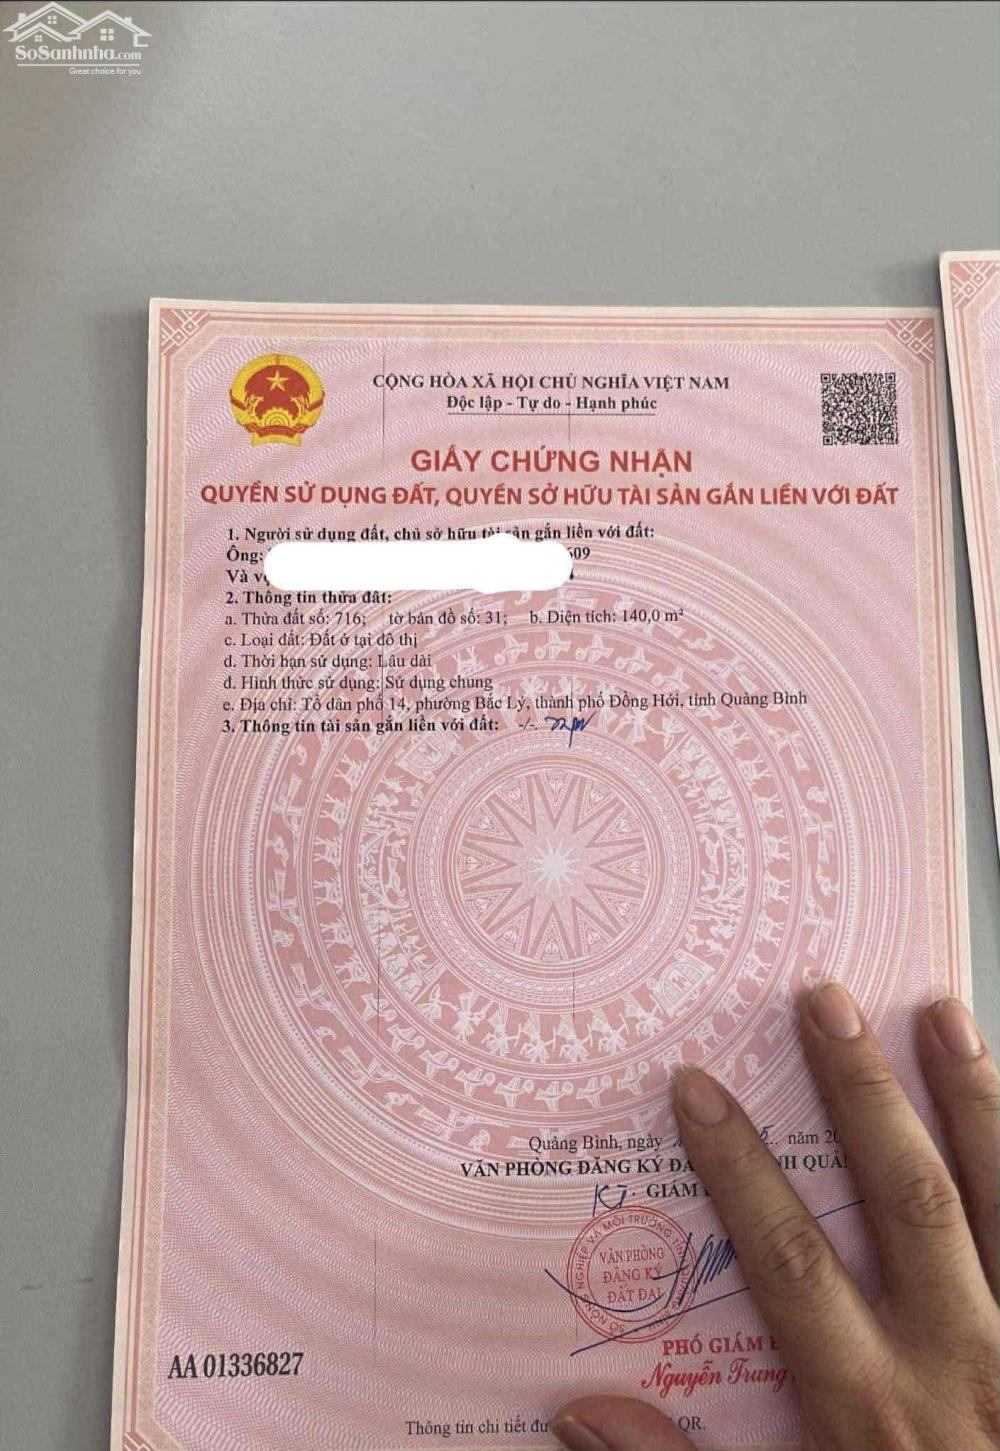 SoSanhnha.com
Great choice for you
CỘNG HÒA XÃ HỘI CHỦ NGHĨA VIỆT NAM
Độc lập - Tự do - Hạnh phúc
GIẤY CHỨNG NHẬN
QUYỀN SỬ DỤNG ĐẤT, QUYỀN SỞ HỮU TÀI SẢN GẮN LIỀN VỚI ĐẤT
1. Người sử dụng đất, chủ sở hữu tài sản gắn liền với đất:
Ông: 609
Và
2. Thông tin thửa đất:
a. Thửa đất số: 716; tờ bản đồ số: 31; b. Diện tích: 140,0 m²
c. Loại đất: Đất ở tại đô thị
d. Thời hạn sử dụng: Lâu dài
đ. Hình thức sử dụng: Sử dụng chung
e. Địa chỉ: Tổ dân phố 14, phường Bắc Lý, thành phố Đồng Hới, tỉnh Quảng Bình
3. Thông tin tài sản gắn liền với đất: -/-
Quảng Bình, ngày 5 năm 20
VĂN PHÒNG ĐĂNG KÝ ĐẤ NH QUẢ
KT. GIÁM
VĂN PHÒNG
ĐĂNG KÝ
ĐẤT ĐAI
PHÓ GIÁM Đ
Nguyễn Trung
AA 01336827
Thông tin chi tiết đư QR.